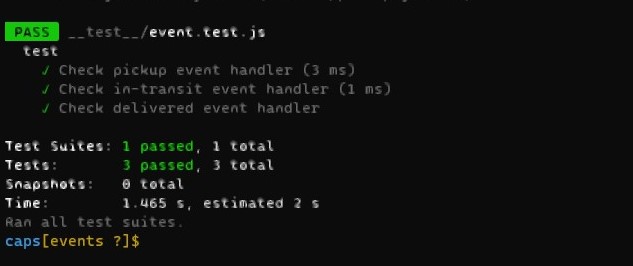 PASS __test__/event.test.js
test
✓ Check pickup event handler (3 ms)
✓ Check in-transit event handler (1 ms)
✓ Check delivered event handler
Test Suites: 1 passed, 1 total
Tests: 3 passed, 3 total
Snapshots: 0 total
Time: 1.465 s, estimated 2 s
Ran all test suites.
caps[events ?]$